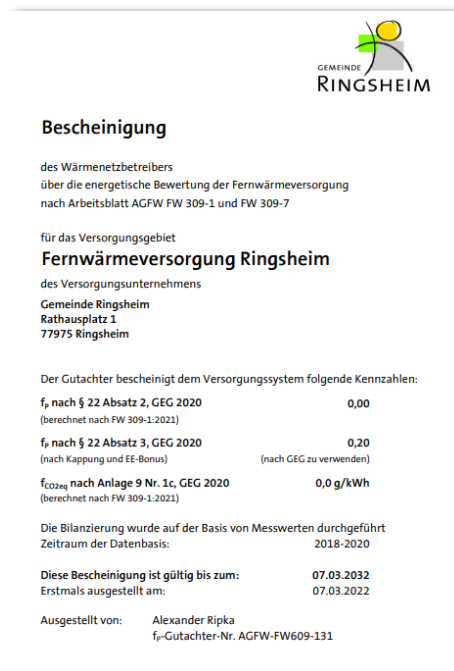 GEMEINDE
RINGSHEIM
Bescheinigung
des Wärmenetzbetreibers
über die energetische Bewertung der Fernwärmeversorgung
nach Arbeitsblatt AGFW FW 309-1 und FW 309-7
für das Versorgungsgebiet
Fernwärmeversorgung Ringsheim
des Versorgungsunternehmens
Gemeinde Ringsheim
Rathausplatz 1
77975 Ringsheim
Der Gutachter bescheinigt dem Versorgungssystem folgende Kennzahlen:
fₚ nach § 22 Absatz 2, GEG 2020 0,00
(berechnet nach FW 309-1:2021)
fₚ nach § 22 Absatz 3, GEG 2020 0,20
(nach Kappung und EE-Bonus) (nach GEG zu verwenden)
fCO2eq nach Anlage 9 Nr. 1c, GEG 2020 0,0 g/kWh
(berechnet nach FW 309-1:2021)
Die Bilanzierung wurde auf der Basis von Messwerten durchgeführt
Zeitraum der Datenbasis: 2018-2020
Diese Bescheinigung ist gültig bis zum: 07.03.2032
Erstmals ausgestellt am: 07.03.2022
Ausgestellt von: Alexander Ripka
fₚ-Gutachter-Nr. AGFW-FW609-131